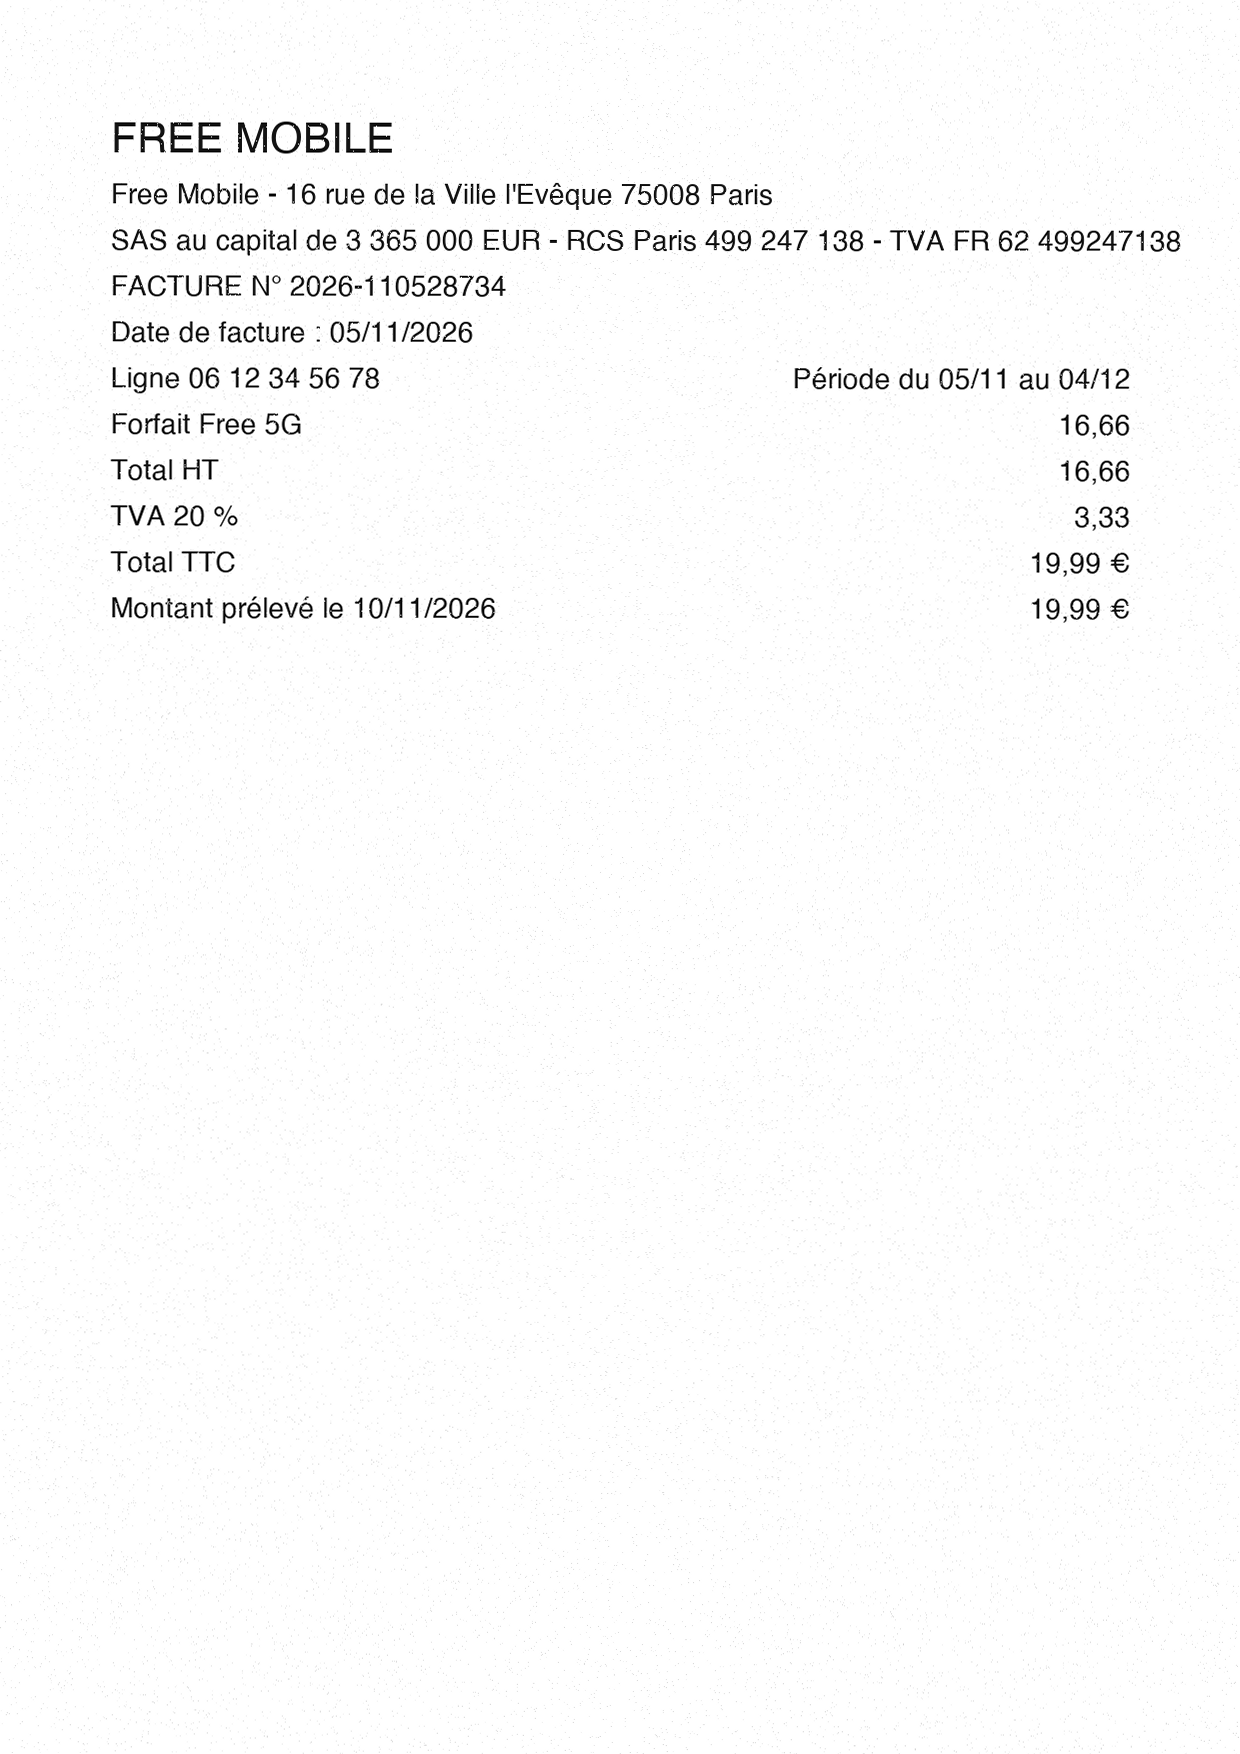 FREE MOBILE
Free Mobile - 16 rue de la Ville l'Evêque 75008 Paris
SAS au capital de 3 365 000 EUR - RCS Paris 499 247 138 - TVA FR 62 499247138
FACTURE N° 2026-110528734
Date de facture : 05/11/2026
Ligne 06 12 34 56 78 Période du 05/11 au 04/12
Forfait Free 5G 16,66
Total HT 16,66
TVA 20 % 3,33
Total TTC 19,99 €
Montant prélevé le 10/11/2026 19,99 €